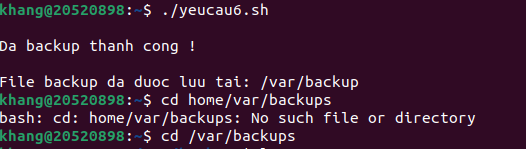 khang@20520898:~$ ./yeucau6.sh
Da backup thanh cong !
File backup da duoc luu tai: /var/backup
khang@20520898:~$ cd home/var/backups
bash: cd: home/var/backups: No such file or directory
khang@20520898:~$ cd /var/backups